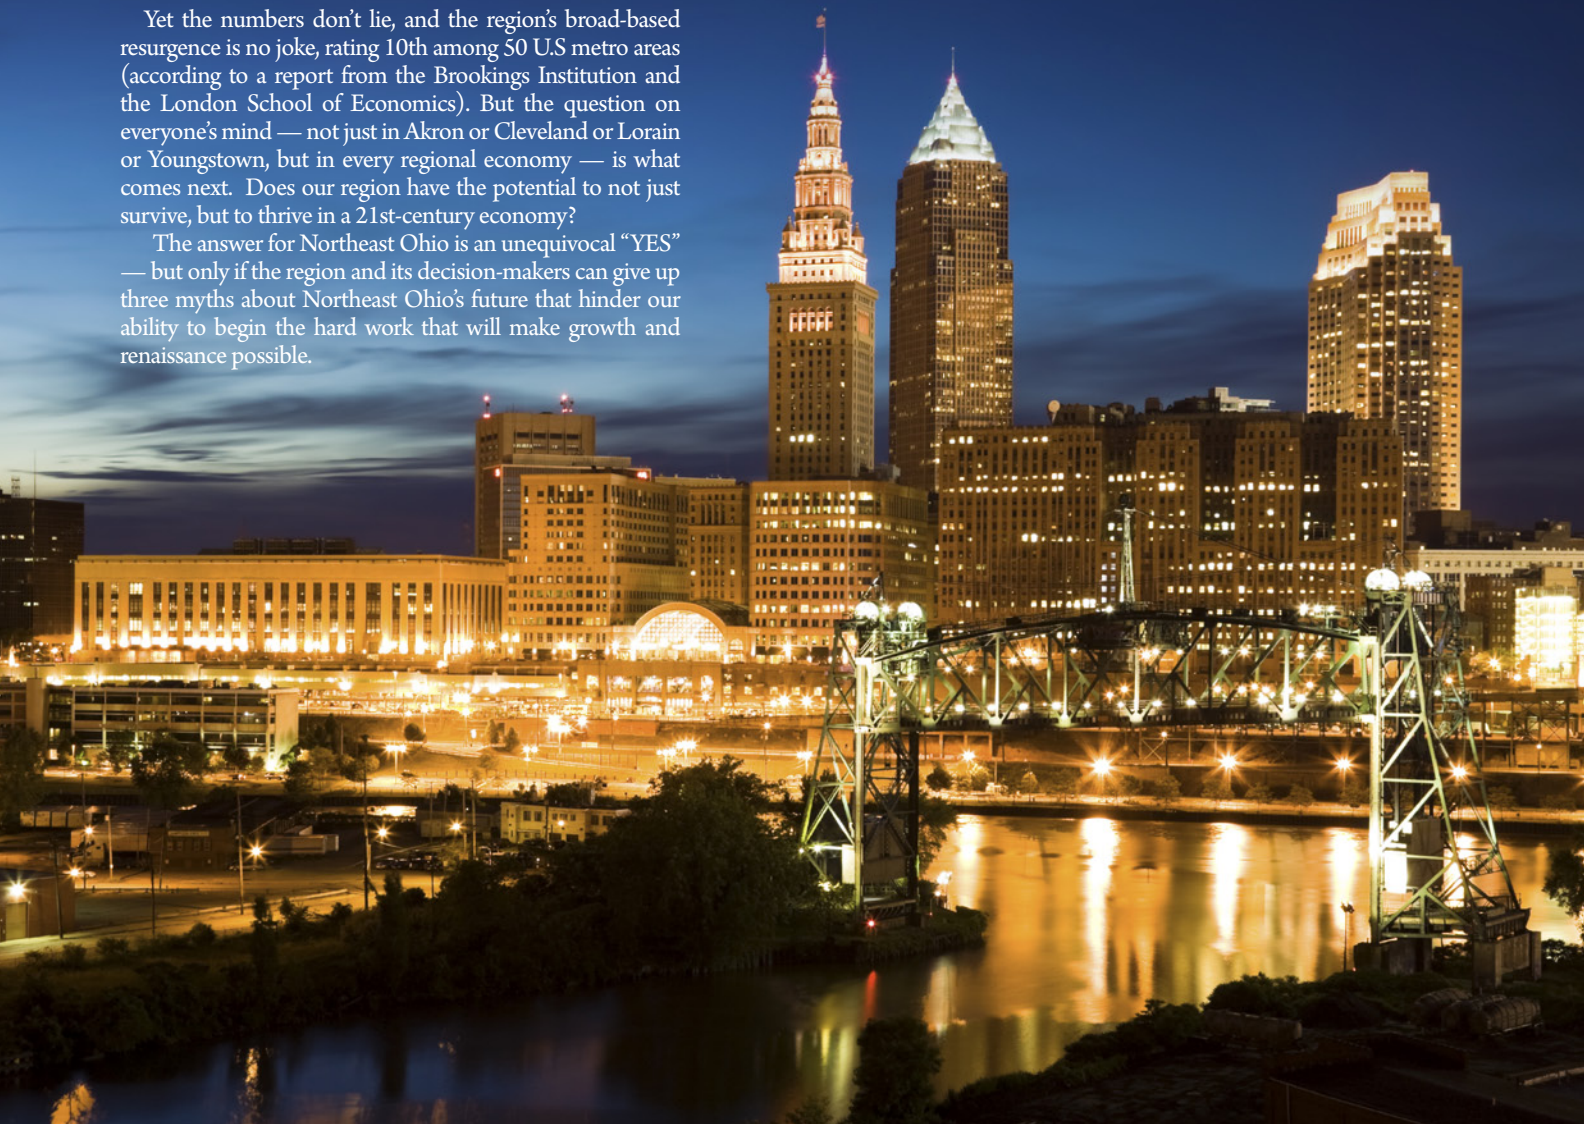 Yet the numbers don’t lie, and the region’s broad-based
resurgence is no joke, rating 10th among 50 U.S metro areas
(according to a report from the Brookings Institution and
the London School of Economics). But the question on
everyone’s mind — not just in Akron or Cleveland or Lorain
or Youngstown, but in every regional economy — is what
comes next.  Does our region have the potential to not just
survive, but to thrive in a 21st-century economy?
The answer for Northeast Ohio is an unequivocal “YES”
— but only if the region and its decision-makers can give up
three myths about Northeast Ohio’s future that hinder our
ability to begin the hard work that will make growth and
renaissance possible.